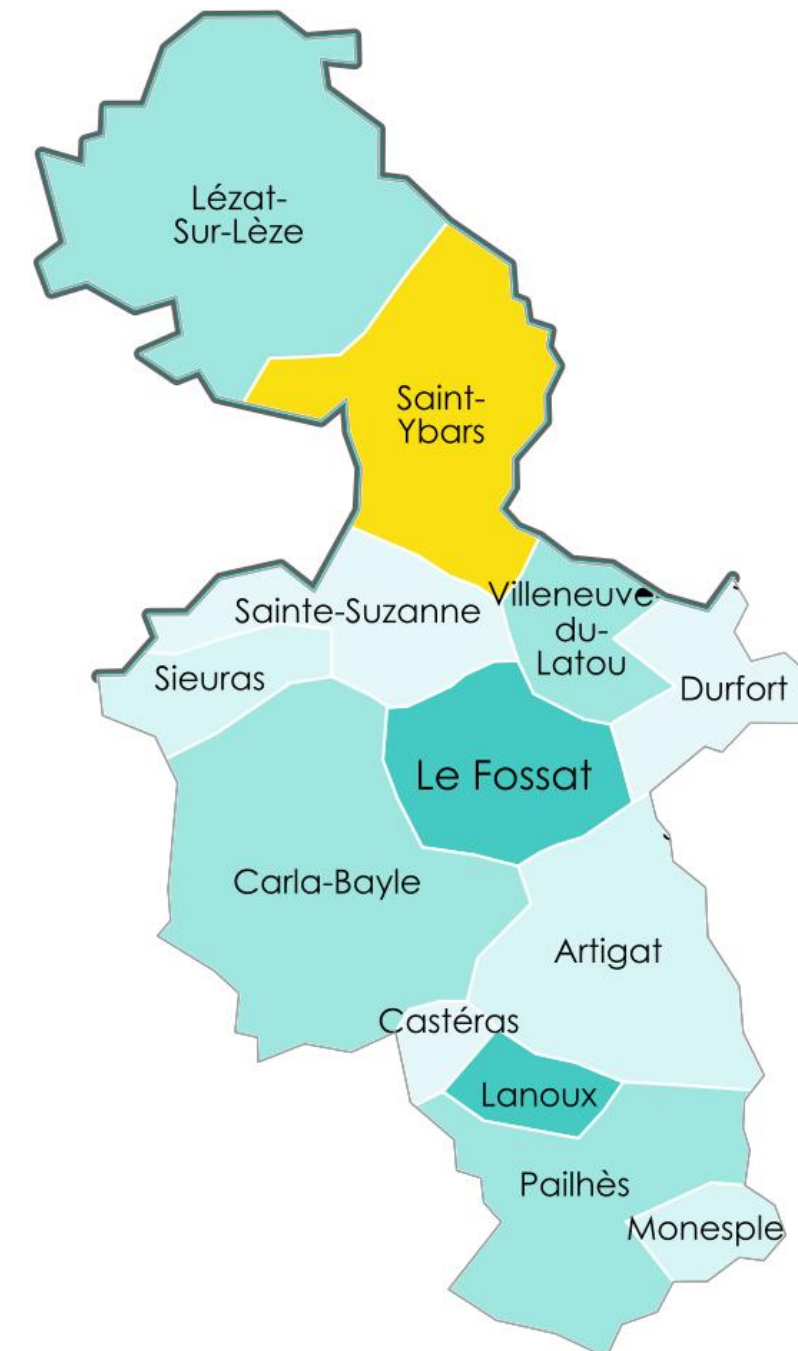 Lézat-
Sur-Lèze
Saint-
Ybars
Sainte-Suzanne
Villeneuve-
du-
Latou
Sieuras
Durfort
Le Fossat
Carla-Bayle
Artigat
Castéras
Lanoux
Pailhès
Monesple